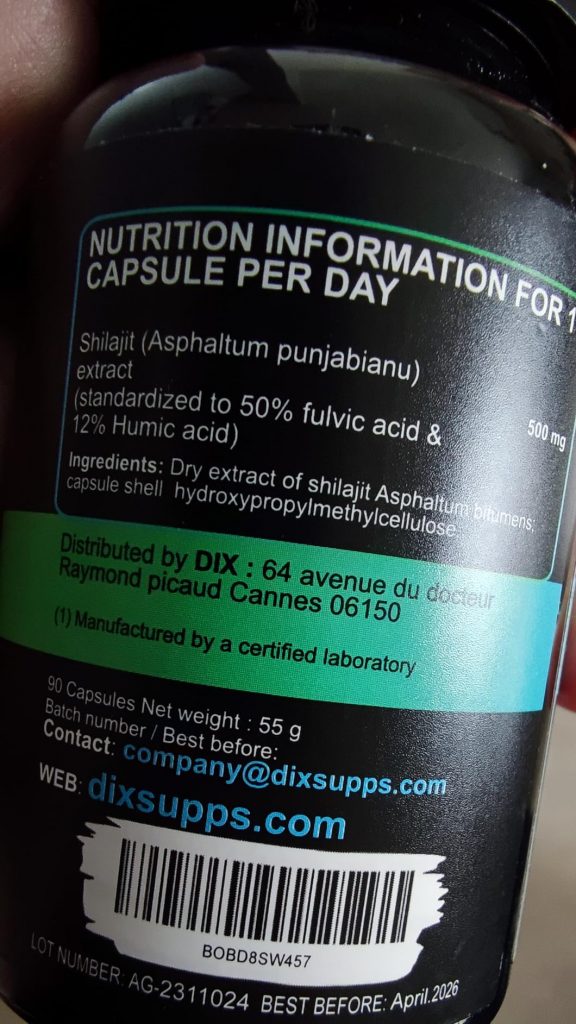 NUTRITION INFORMATION FOR 1
CAPSULE PER DAY
Shilajit (Asphaltum punjabianu)
extract
(standardized to 50% fulvic acid &
12% Humic acid)
500 mg
Ingredients: Dry extract of shilajit Asphaltum bitumens;
capsule shell hydroxypropylmethylcellulose
Distributed by DIX : 64 avenue du docteur
Raymond picaud Cannes 06150
(1) Manufactured by a certified laboratory
90 Capsules Net weight : 55 g
Batch number / Best before:
Contact: company@dixsupps.com
WEB: dixsupps.com
BOBD8SW457
LOT NUMBER: AG-2311024 BEST BEFORE: April.2026